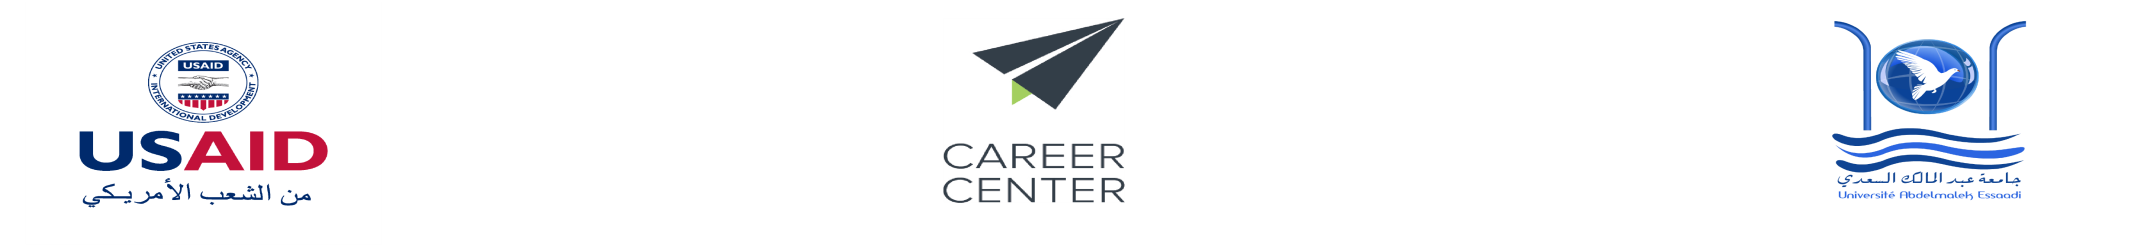 UNITED STATES AGENCY
USAID
INTERNATIONAL DEVELOPMENT
USAID
من الشعب الأمريكي
CAREER
CENTER
جامعة عبد المالك السعدي
Université Abdelmalek Essaadi